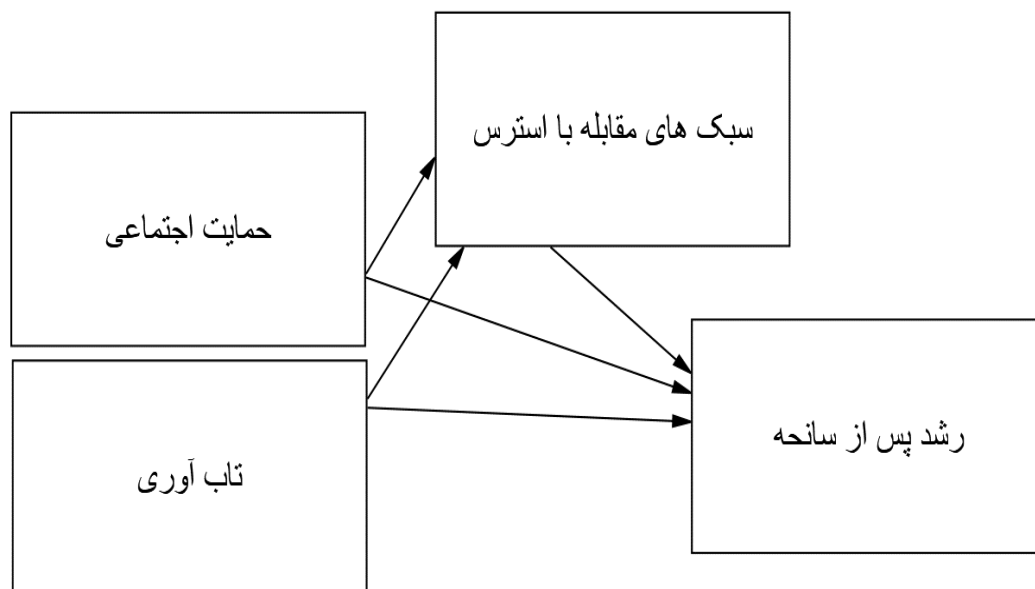 سبک های مقابله با استرس
حمایت اجتماعی
رشد پس از سانحه
تاب آوری